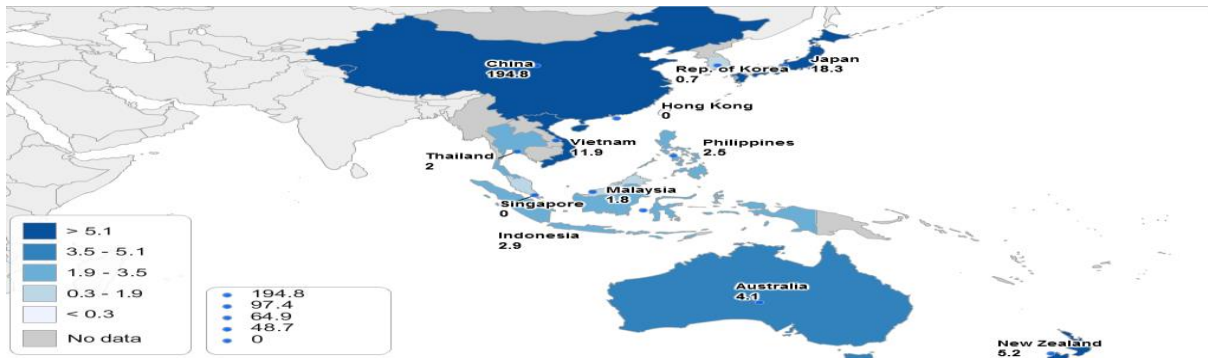 China
194.8
Japan
18.3
Rep. of Korea
0.7
Hong Kong
0
Vietnam
11.9
Philippines
2.5
Thailand
2
Malaysia
1.8
Singapore
0
Indonesia
2.9
Australia
4.1
New Zealand
5.2
> 5.1
3.5 - 5.1
1.9 - 3.5
0.3 - 1.9
< 0.3
No data
194.8
97.4
64.9
48.7
0